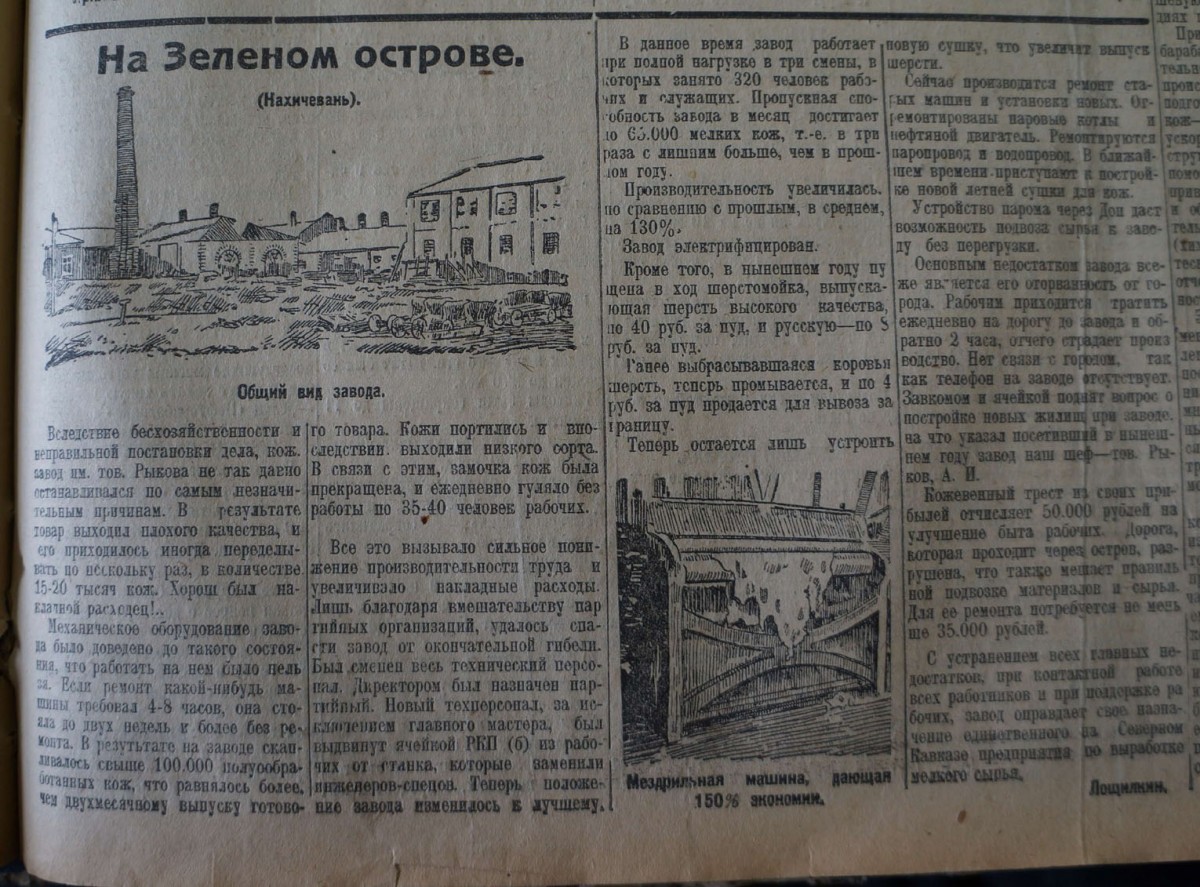 На Зеленом острове.
(Нахичевань).
Общий вид завода.
Вследствие бесхозяйственности и
неправильной постановки дела, кож.
завод им. тов. Рыкова не так давно
останавливался по самым незначи-
тельным причинам. В результате
товар выходил плохого качества, и
его приходилось иногда переделы-
вать по нескольку раз, в количестве
15-20 тысяч кож. Хорош был на-
кладной расход!..
Механическое оборудование заво-
да было доведено до такого состоя-
ния, что работать на нем было нель
зя. Если ремонт какой-нибудь ма-
шины требовал 4-8 часов, она сто-
яла до двух недель и более без ре-
монта. В результате на заводе скап-
ливалось свыше 100.000 полуобра-
ботанных кож, что равнялось более,
чем двухмесячному выпуску готово-
го товара. Кожи портились и впо-
следствии выходили низкого сорта.
В связи с этим, замочка кож была
прекращена, и ежедневно гуляло без
работы по 35-40 человек рабочих.
Все это вызывало сильное пони-
жение производительности труда и
увеличивало накладные расходы.
Лишь благодаря вмешательству пар
тийных организаций, удалось спа-
сти завод от окончательной гибели.
Был сменен весь технический персо-
нал. Директором был назначен пар-
тийный. Новый техперсонал, за ис-
ключением главного мастера, был
выдвинут ячейкой РКП (б) из рабо-
чих от станка, которые заменили
инженеров-спецов. Теперь положе-
ние завода изменилось к лучшему.
В данное время завод работает
при полной нагрузке в три смены, в
которых занято 320 человек рабо-
чих и служащих. Пропускная спо-
собность завода в месяц достигает
до 65.000 мелких кож, т.-е. в три
раза с лишним больше, чем в прош-
лом году.
Производительность увеличилась,
по сравнению с прошлым, в среднем,
на 130%.
Завод электрифицирован.
Кроме того, в нынешнем году пу
щена в ход шерстомойка, выпуска-
ющая шерсть высокого качества,
по 40 руб. за пуд, и русскую—по 8
руб. за пуд.
Ранее выбрасывавшаяся коровья
шерсть, теперь промывается, и по 4
руб. за пуд продается для вывоза за
границу.
Теперь остается лишь устроить
Мездрильная машина, дающая
150% экономии.
новую сушку, что увеличит выпуск
шерсти.
Сейчас производится ремонт ста-
рых машин и установка новых. От-
ремонтированы паровые котлы и
нефтяной двигатель. Ремонтируются
паропровод и водопровод. В ближай-
шем времени приступают к построй-
ке новой летней сушки для кож.
Устройство парома через Дон даст
возможность подвоза сырья к заво-
ду без перегрузки.
Основным недостатком завода все-
же является его оторванность от го-
рода. Рабочим приходится тратить
ежедневно на дорогу до завода и об-
ратно 2 часа, отчего страдает произ
водство. Нет связи с городом, так
как телефон на заводе отсутствует.
Завкомом и ячейкой поднят вопрос о
постройке новых жилищ при заводе.
на что указал посетивший в нынеш-
нем году завод наш шеф—тов. Ры-
ков, А. И.
Кожевенный трест из своих при-
былей отчисляет 50.000 рублей на
улучшение быта рабочих. Дорога,
которая проходит через остров, раз-
рушена, что также мешает правиль
ной подвозке материалов и сырья.
Для ее ремонта потребуется не мень
ше 35.000 рублей.
С устранением всех главных не-
достатков, при контактной работе
всех работников и при поддержке ра
бочих, завод оправдает свое назна-
чение единственного на Северном
Кавказе предприятия по выработке
мелкого сырья.
Лощилкин.